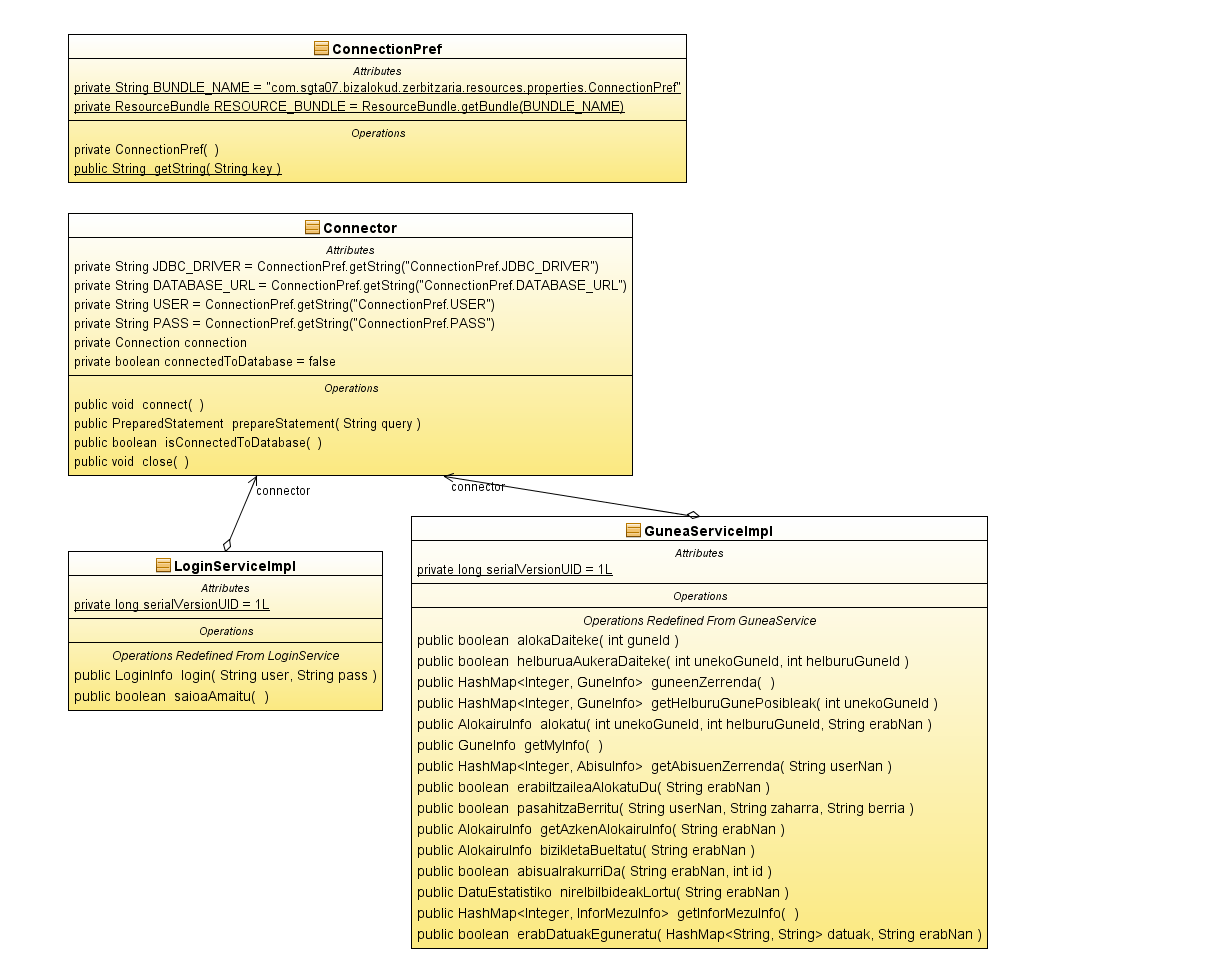 ConnectionPref
Attributes
private String BUNDLE_NAME = "com.sgta07.bizalokud.zerbitzaria.resources.properties.ConnectionPref"
private ResourceBundle RESOURCE_BUNDLE = ResourceBundle.getBundle(BUNDLE_NAME)
Operations
private ConnectionPref(  )
public String  getString( String key )
Connector
Attributes
private String JDBC_DRIVER = ConnectionPref.getString("ConnectionPref.JDBC_DRIVER")
private String DATABASE_URL = ConnectionPref.getString("ConnectionPref.DATABASE_URL")
private String USER = ConnectionPref.getString("ConnectionPref.USER")
private String PASS = ConnectionPref.getString("ConnectionPref.PASS")
private Connection connection
private boolean connectedToDatabase = false
Operations
public void  connect(  )
public PreparedStatement  prepareStatement( String query )
public boolean  isConnectedToDatabase(  )
public void  close(  )
connector
connector
LoginServiceImpl
Attributes
private long serialVersionUID = 1L
Operations
Operations Redefined From LoginService
public LoginInfo  login( String user, String pass )
public boolean  saioaAmaitu(  )
GuneaServiceImpl
Attributes
private long serialVersionUID = 1L
Operations
Operations Redefined From GuneaService
public boolean  alokaDaiteke( int guneId )
public boolean  helburuaAukeraDaiteke( int unekoGuneId, int helburuGuneId )
public HashMap<Integer, GuneInfo>  guneenZerrenda(  )
public HashMap<Integer, GuneInfo>  getHelburuGunePosibleak( int unekoGuneId )
public AlokairuInfo  alokatu( int unekoGuneId, int helburuGuneId, String erabNan )
public GuneInfo  getMyInfo(  )
public HashMap<Integer, AbisuInfo>  getAbisuenZerrenda( String userNan )
public boolean  erabiltzaileaAlokatuDu( String erabNan )
public boolean  pasahitzaBerritu( String userNan, String zaharra, String berria )
public AlokairuInfo  getAzkenAlokairuInfo( String erabNan )
public AlokairuInfo  bizikletaBueltatu( String erabNan )
public boolean  abisuaIrakurriDa( String erabNan, int id )
public DatuEstatistiko  nireIbilbideakLortu( String erabNan )
public HashMap<Integer, InforMezuInfo>  getInforMezuInfo(  )
public boolean  erabDatuakEguneratu( HashMap<String, String> datuak, String erabNan )